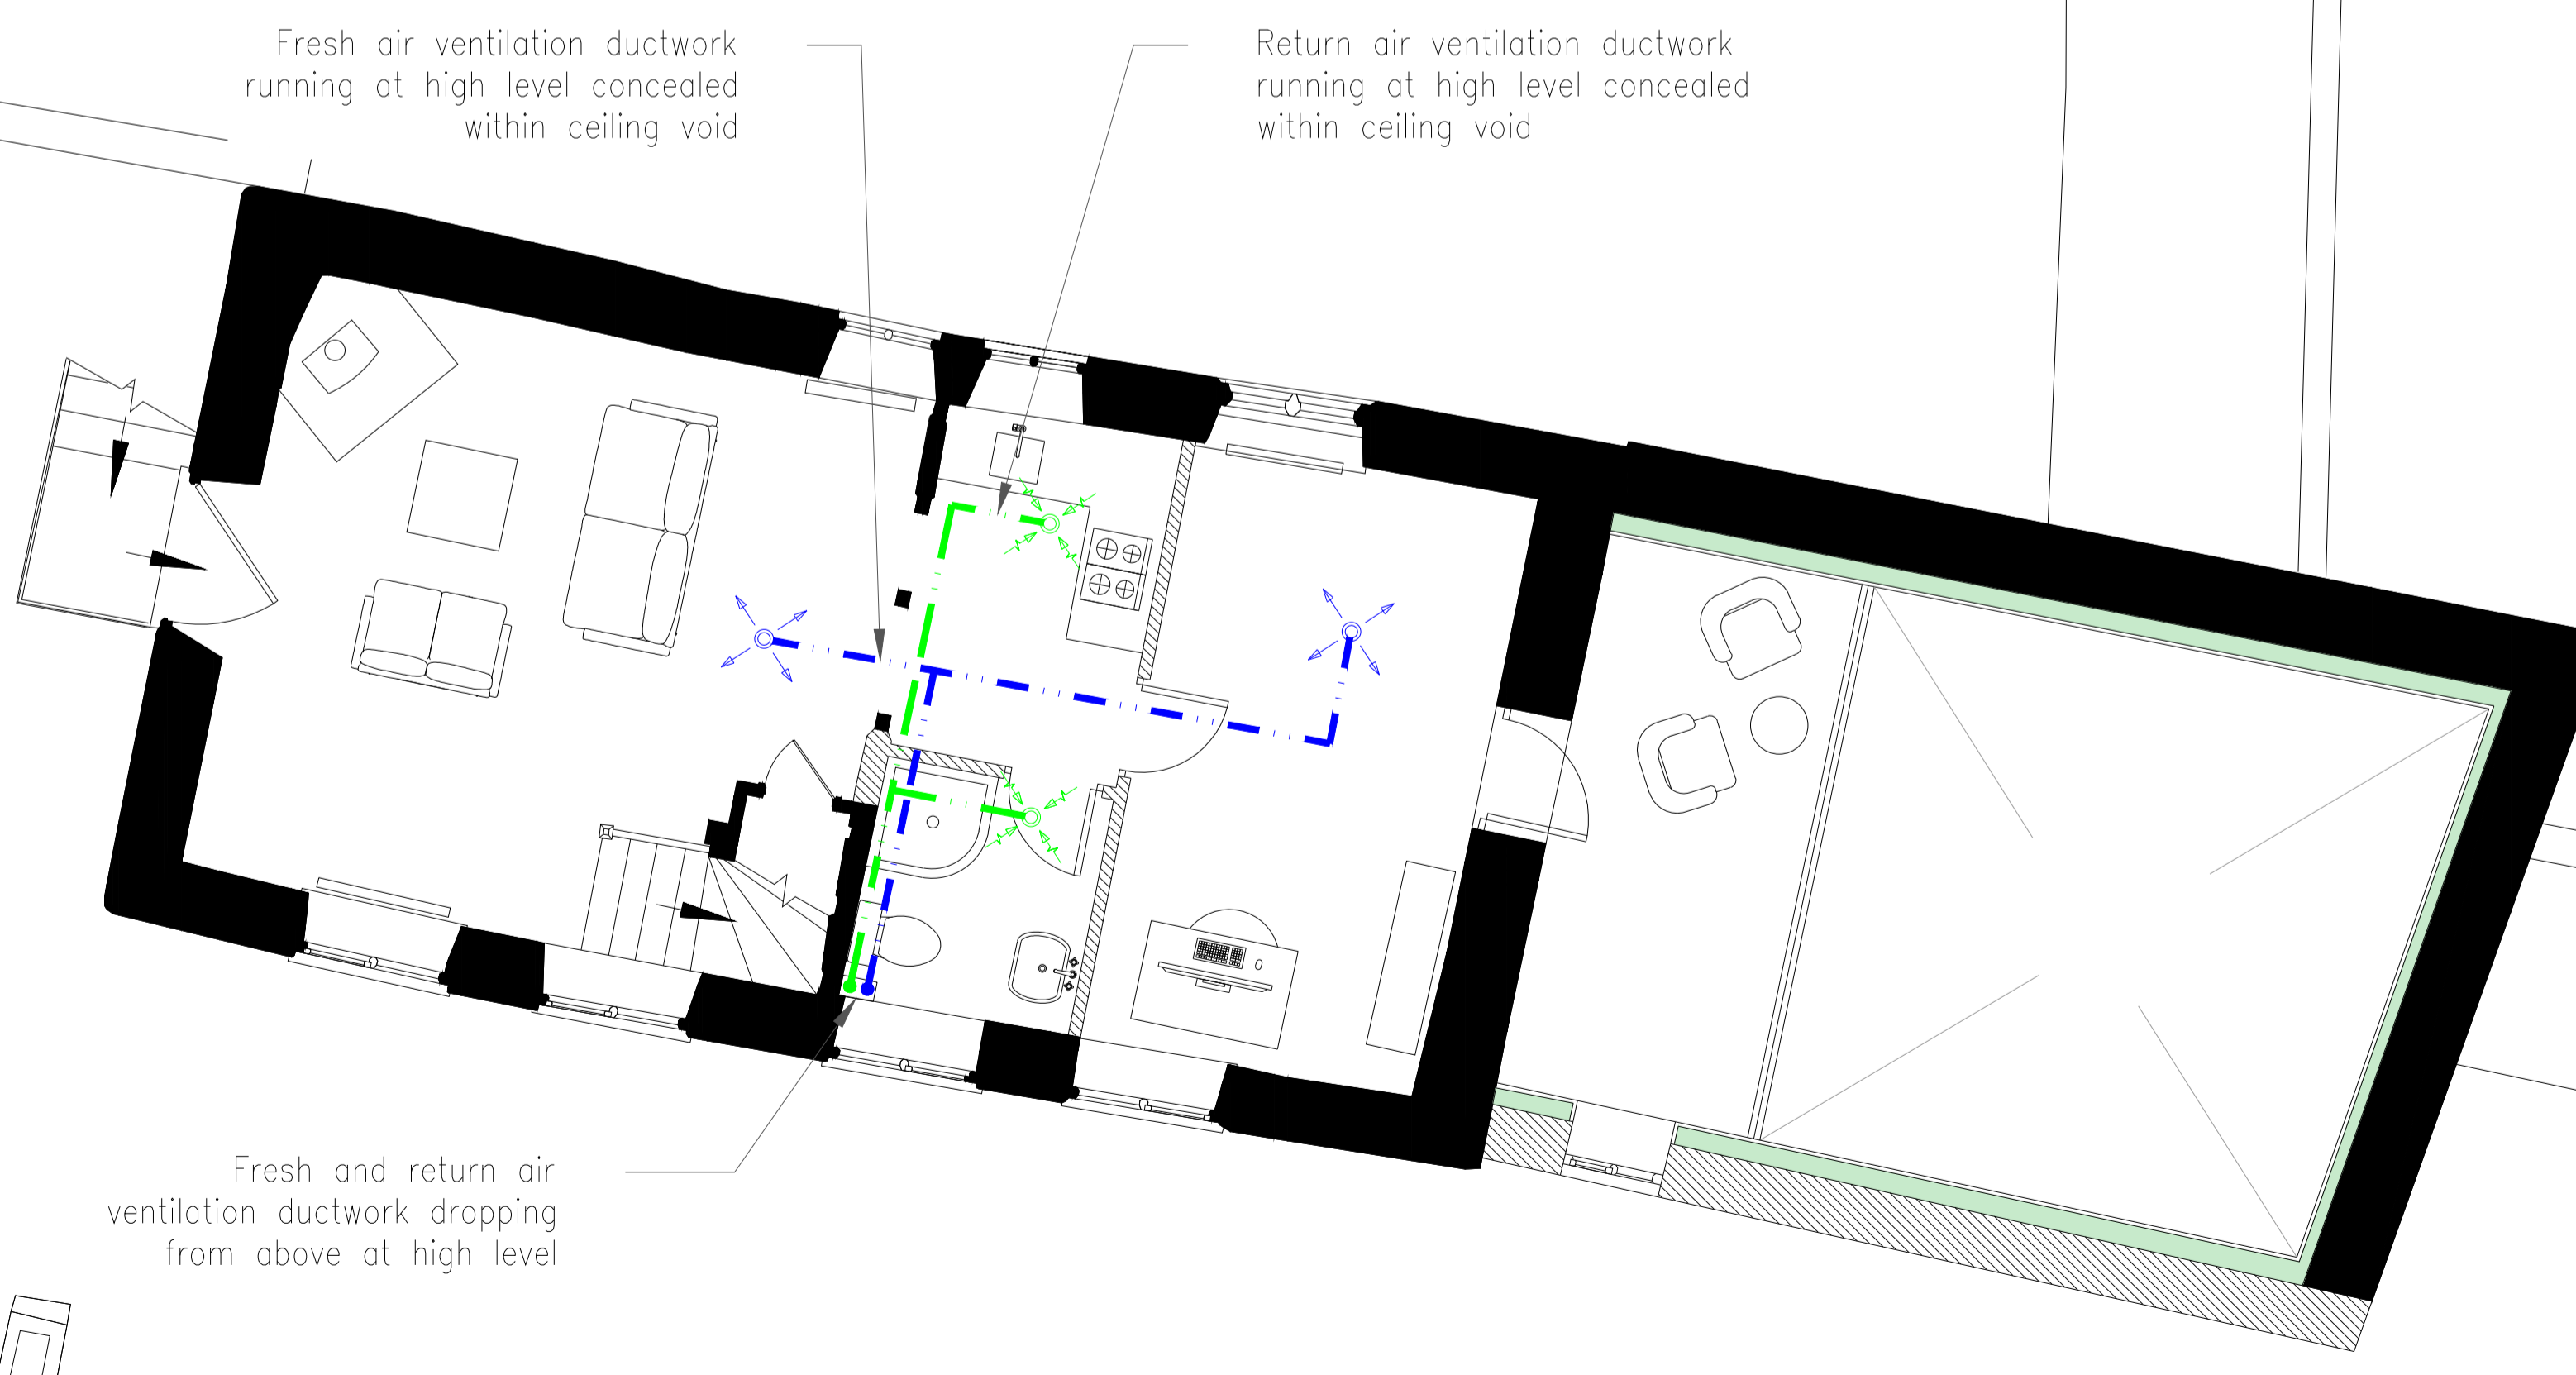 Fresh air ventilation ductwork
running at high level concealed
within ceiling void
Return air ventilation ductwork
running at high level concealed
within ceiling void
Fresh and return air
ventilation ductwork dropping
from above at high level